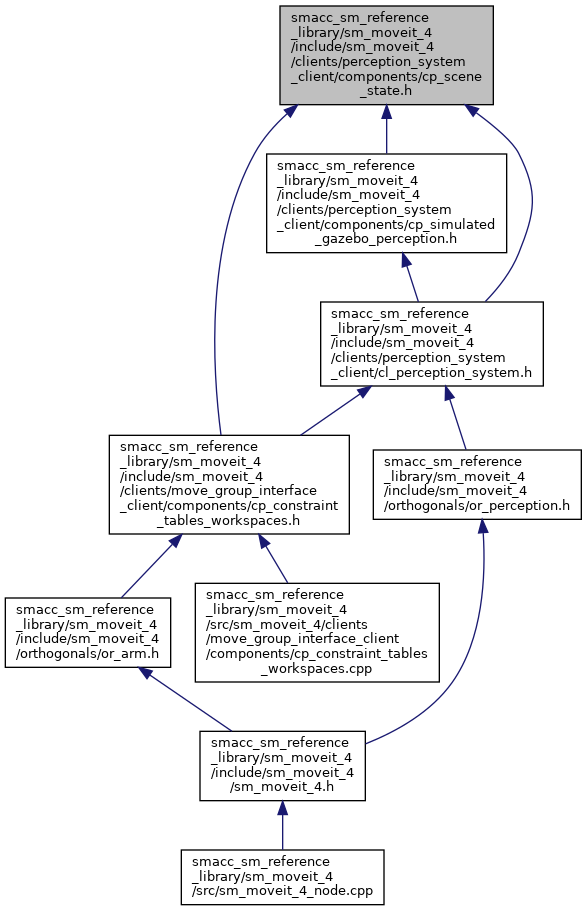 smacc_sm_reference
_library/sm_moveit_4
/include/sm_moveit_4
/clients/perception_system
_client/components/cp_scene
_state.h
smacc_sm_reference
_library/sm_moveit_4
/include/sm_moveit_4
/clients/perception_system
_client/components/cp_simulated
_gazebo_perception.h
smacc_sm_reference
_library/sm_moveit_4
/include/sm_moveit_4
/clients/perception_system
_client/cl_perception_system.h
smacc_sm_reference
_library/sm_moveit_4
/include/sm_moveit_4
/clients/move_group_interface
_client/components/cp_constraint
_tables_workspaces.h
smacc_sm_reference
_library/sm_moveit_4
/include/sm_moveit_4
/orthogonals/or_perception.h
smacc_sm_reference
_library/sm_moveit_4
/include/sm_moveit_4
/orthogonals/or_arm.h
smacc_sm_reference
_library/sm_moveit_4
/src/sm_moveit_4/clients
/move_group_interface_client
/components/cp_constraint_tables
_workspaces.cpp
smacc_sm_reference
_library/sm_moveit_4
/include/sm_moveit_4
/sm_moveit_4.h
smacc_sm_reference
_library/sm_moveit_4
/src/sm_moveit_4_node.cpp